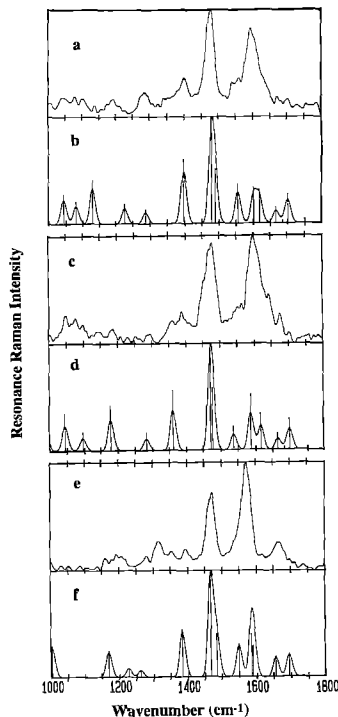 a
b
Resonance Raman Intensity
c
d
e
f
1000 1200 1400 1600 1800
Wavenumber (cm-1)